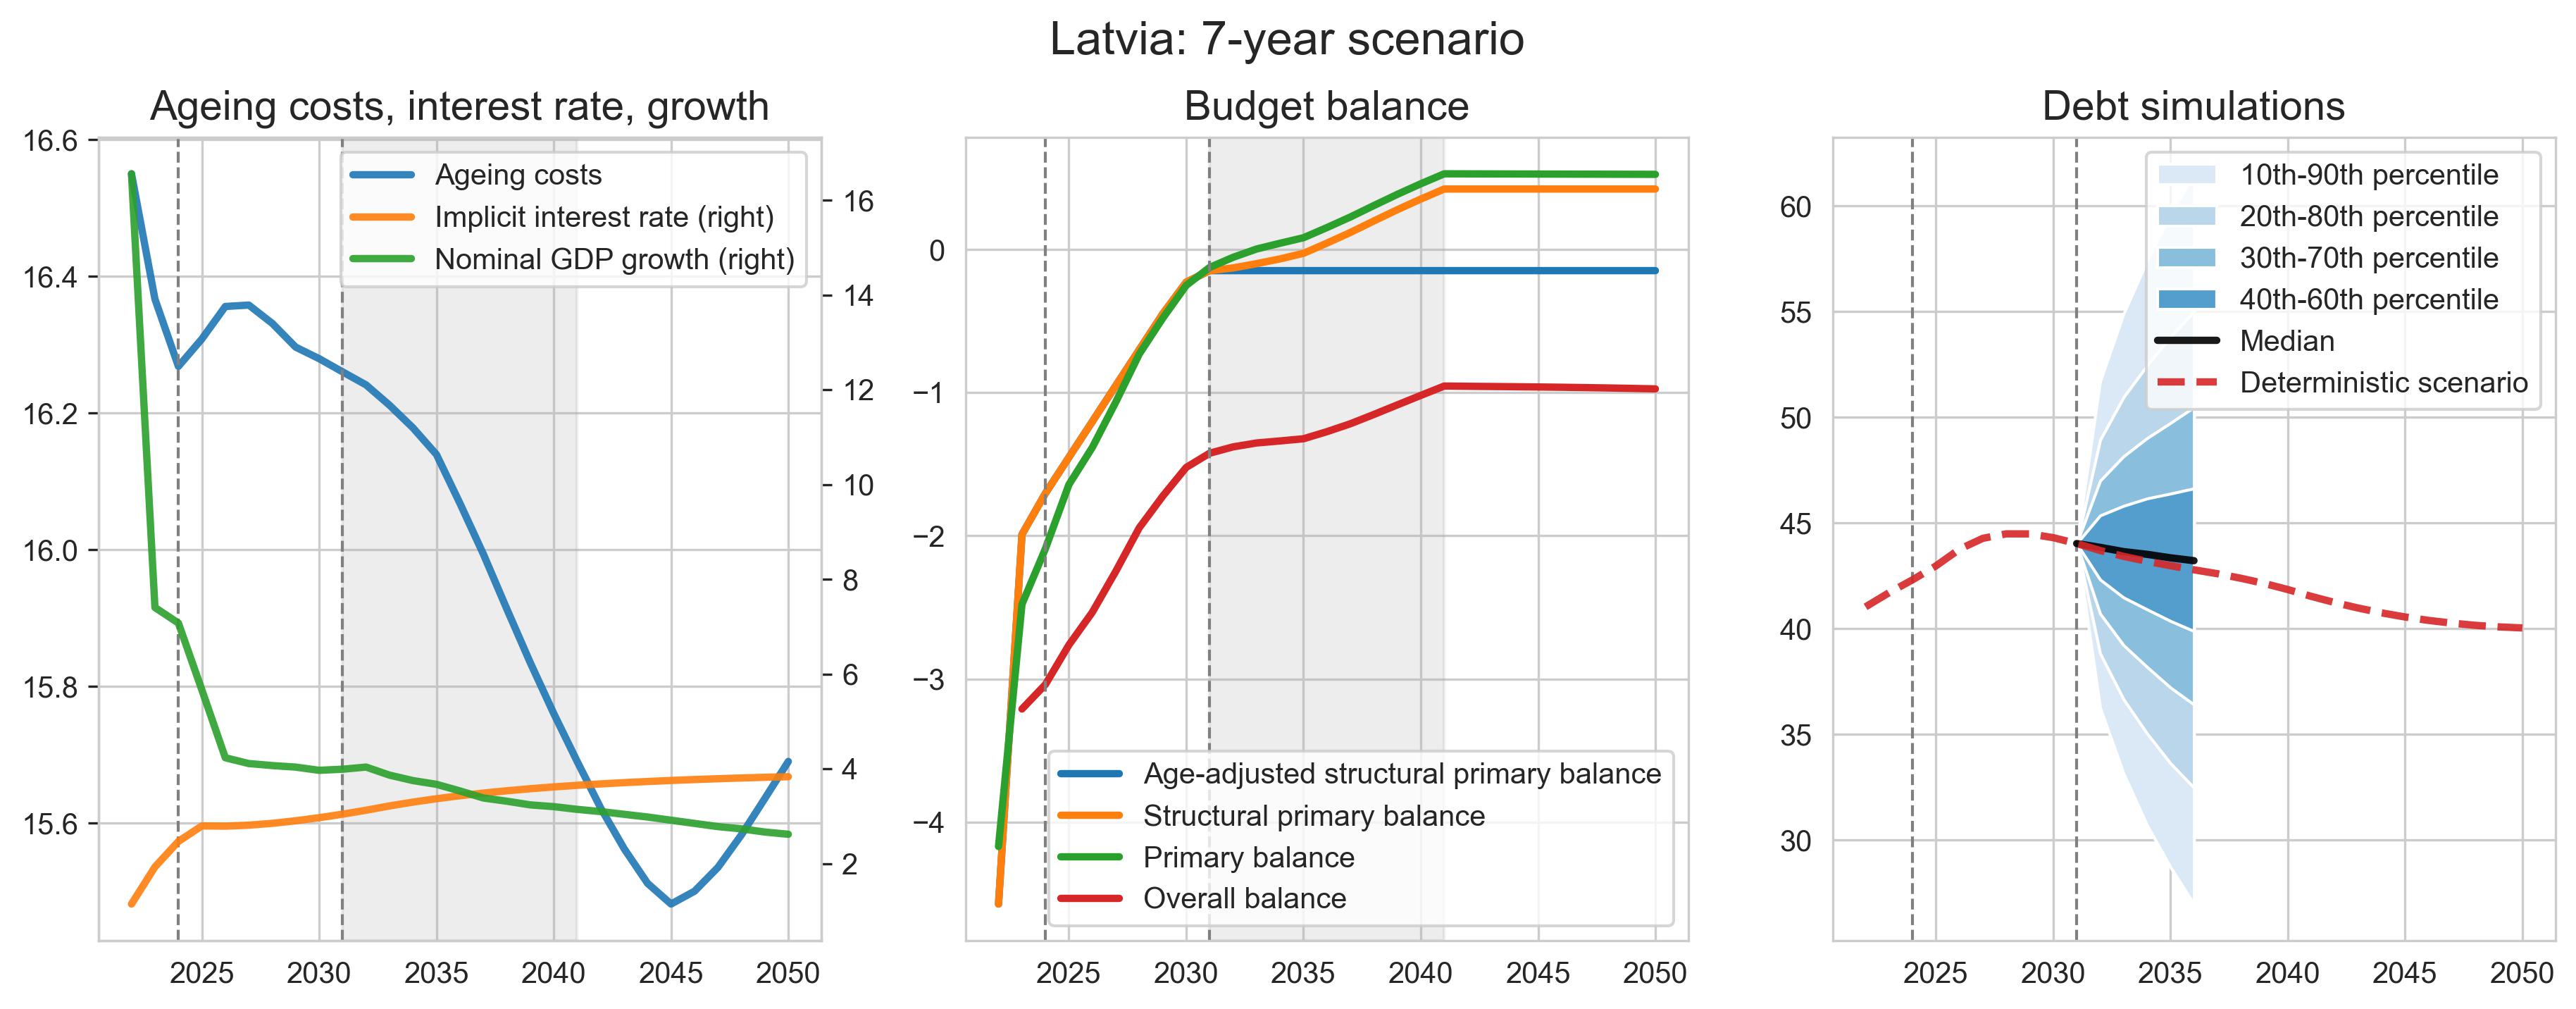 Latvia: 7-year scenario
Ageing costs, interest rate, growth
16.6
16.4
16.2
16.0
15.8
15.6
16
14
12
10
8
6
4
2
Ageing costs
Implicit interest rate (right)
Nominal GDP growth (right)
2025 2030 2035 2040 2045 2050
Budget balance
0
−1
−2
−3
−4
Age-adjusted structural primary balance
Structural primary balance
Primary balance
Overall balance
2025 2030 2035 2040 2045 2050
Debt simulations
60
55
50
45
40
35
30
10th-90th percentile
20th-80th percentile
30th-70th percentile
40th-60th percentile
Median
Deterministic scenario
2025 2030 2035 2040 2045 2050